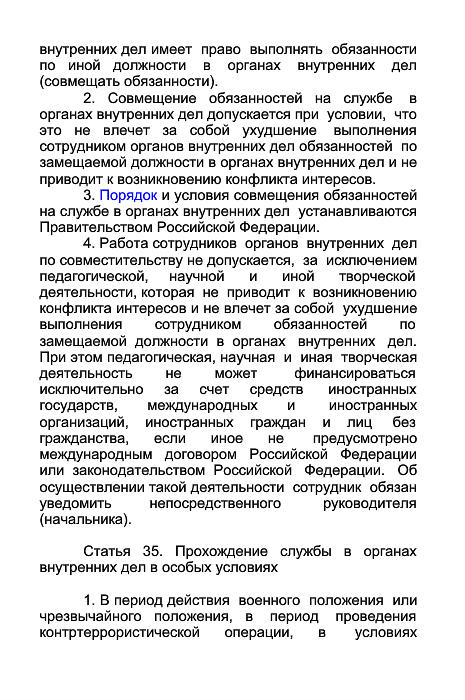 внутренних дел имеет право выполнять обязанности
по иной должности в органах внутренних дел
(совмещать обязанности).
2. Совмещение обязанностей на службе в
органах внутренних дел допускается при условии, что
это не влечет за собой ухудшение выполнения
сотрудником органов внутренних дел обязанностей по
замещаемой должности в органах внутренних дел и не
приводит к возникновению конфликта интересов.
3. Порядок и условия совмещения обязанностей
на службе в органах внутренних дел устанавливаются
Правительством Российской Федерации.
4. Работа сотрудников органов внутренних дел
по совместительству не допускается, за исключением
педагогической, научной и иной творческой
деятельности, которая не приводит к возникновению
конфликта интересов и не влечет за собой ухудшение
выполнения сотрудником обязанностей по
замещаемой должности в органах внутренних дел.
При этом педагогическая, научная и иная творческая
деятельность не может финансироваться
исключительно за счет средств иностранных
государств, международных и иностранных
организаций, иностранных граждан и лиц без
гражданства, если иное не предусмотрено
международным договором Российской Федерации
или законодательством Российской Федерации. Об
осуществлении такой деятельности сотрудник обязан
уведомить непосредственного руководителя
(начальника).
Статья 35. Прохождение службы в органах
внутренних дел в особых условиях
1. В период действия военного положения или
чрезвычайного положения, в период проведения
контртеррористической операции, в условиях